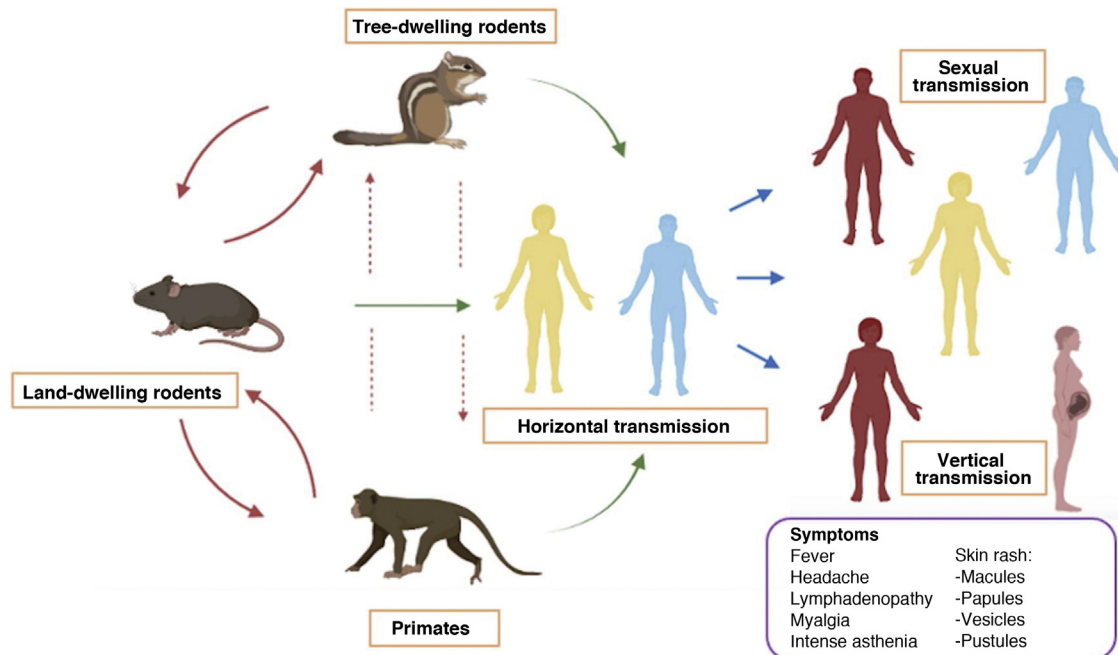 Tree-dwelling rodents
Sexual
transmission
Land-dwelling rodents
Horizontal transmission
Vertical
transmission
Primates
Symptoms
Fever
Headache
Lymphadenopathy
Myalgia
Intense asthenia
Skin rash:
-Macules
-Papules
-Vesicles
-Pustules